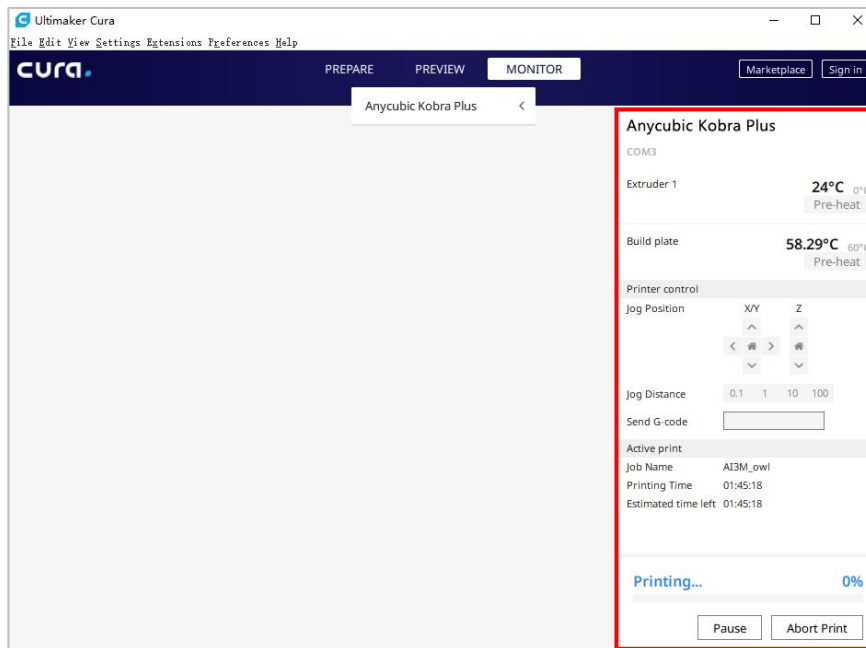 Ultimaker Cura
File Edit View Settings Extensions Preferences Help
cura. PREPARE PREVIEW MONITOR Marketplace Sign in
Anycubic Kobra Plus
Anycubic Kobra Plus
COM3
Extruder 1 24°C 0°C
Pre-heat
Build plate 58.29°C 60°C
Pre-heat
Printer control
Jog Position X/Y Z
Jog Distance 0.1 1 10 100
Send G-code
Active print
Job Name AI3M_owl
Printing Time 01:45:18
Estimated time left 01:45:18
Printing... 0%
Pause Abort Print